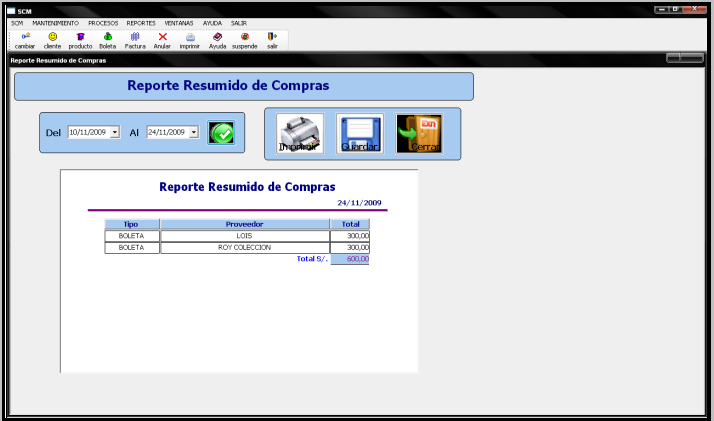 SCM
SCM MANTENIMIENTO PROCESOS REPORTES VENTANAS AYUDA SALIR
cambiar cliente producto Boleta Factura Anular imprimir Ayuda suspende salir
Reporte Resumido de Compras
Reporte Resumido de Compras
Del 10/11/2009 Al 24/11/2009
Imprimir Guardar Cerrar
EXIT
Reporte Resumido de Compras
24/11/2009
Tipo Proveedor Total
BOLETA LOIS 300,00
BOLETA ROY COLECCION 300,00
Total S/. 600,00